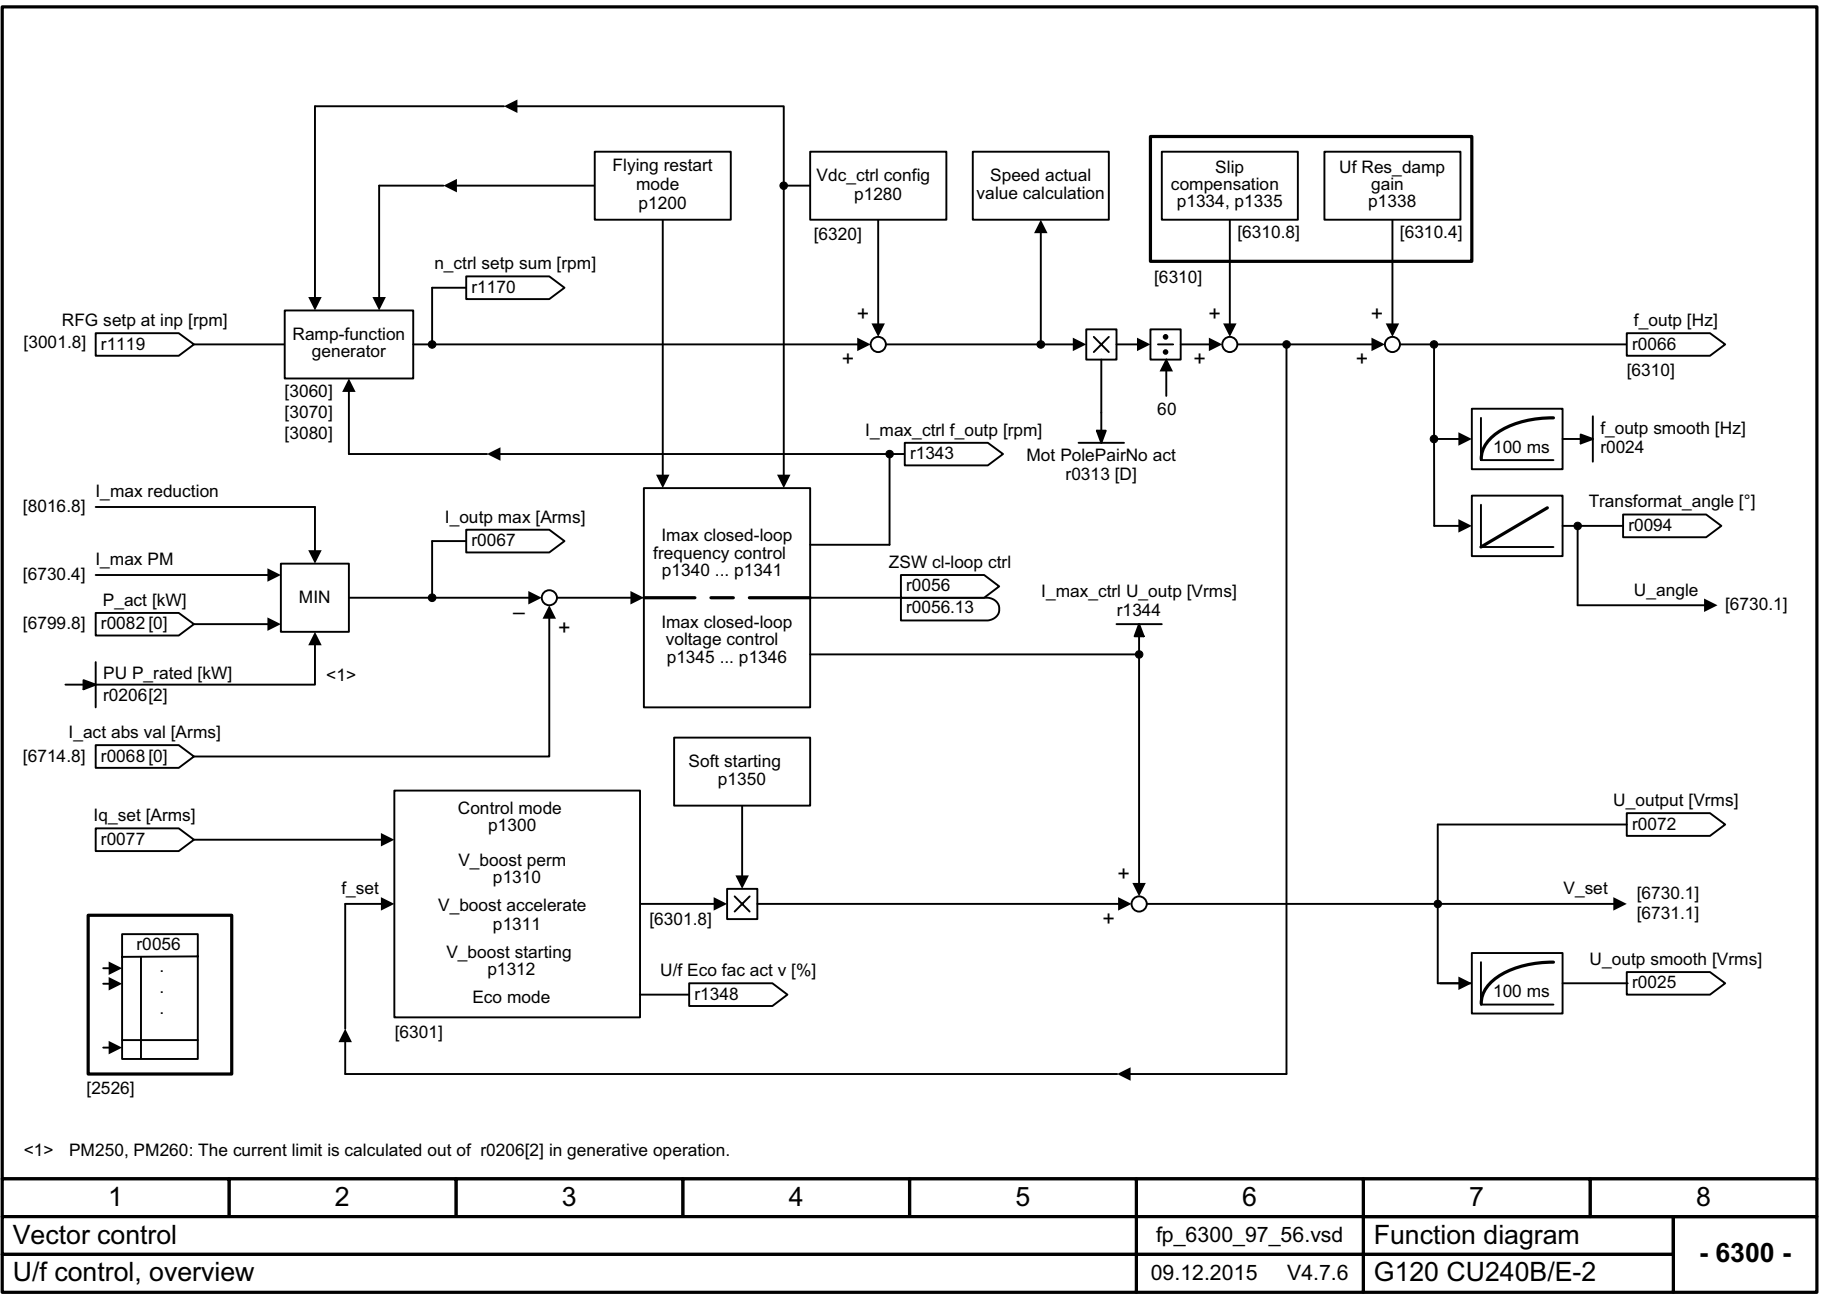 Flying restart
mode
p1200
Vdc_ctrl config
p1280
[6320]
Speed actual
value calculation
Slip
compensation
p1334, p1335
[6310.8]
Uf Res_damp
gain
p1338
[6310.4]
[6310]
n_ctrl setp sum [rpm]
r1170
RFG setp at inp [rpm]
[3001.8]
r1119
Ramp-function
generator
[3060]
[3070]
[3080]
+
+
+
+
+
+
÷
60
f_outp [Hz]
r0066
[6310]
I_max_ctrl f_outp [rpm]
r1343
Mot PolePairNo act
r0313 [D]
100 ms
f_outp smooth [Hz]
r0024
Transformat_angle [°]
r0094
U_angle
[6730.1]
[8016.8]
I_max reduction
[6730.4]
I_max PM
P_act [kW]
[6799.8]
r0082 [0]
MIN
PU P_rated [kW]
r0206[2]
<1>
I_outp max [Arms]
r0067
–
+
Imax closed-loop
frequency control
p1340 ... p1341
Imax closed-loop
voltage control
p1345 ... p1346
ZSW cl-loop ctrl
r0056
r0056.13
I_max_ctrl U_outp [Vrms]
r1344
I_act abs val [Arms]
[6714.8]
r0068 [0]
Soft starting
p1350
Iq_set [Arms]
r0077
f_set
Control mode
p1300
V_boost perm
p1310
V_boost accelerate
p1311
V_boost starting
p1312
Eco mode
[6301]
[6301.8]
U/f Eco fac act v [%]
r1348
+
+
U_output [Vrms]
r0072
V_set
[6730.1]
[6731.1]
100 ms
U_outp smooth [Vrms]
r0025
r0056
[2526]
<1> PM250, PM260: The current limit is calculated out of r0206[2] in generative operation.
1 2 3 4 5 6 7 8
Vector control
fp_6300_97_56.vsd
Function diagram
- 6300 -
U/f control, overview
09.12.2015 V4.7.6
G120 CU240B/E-2